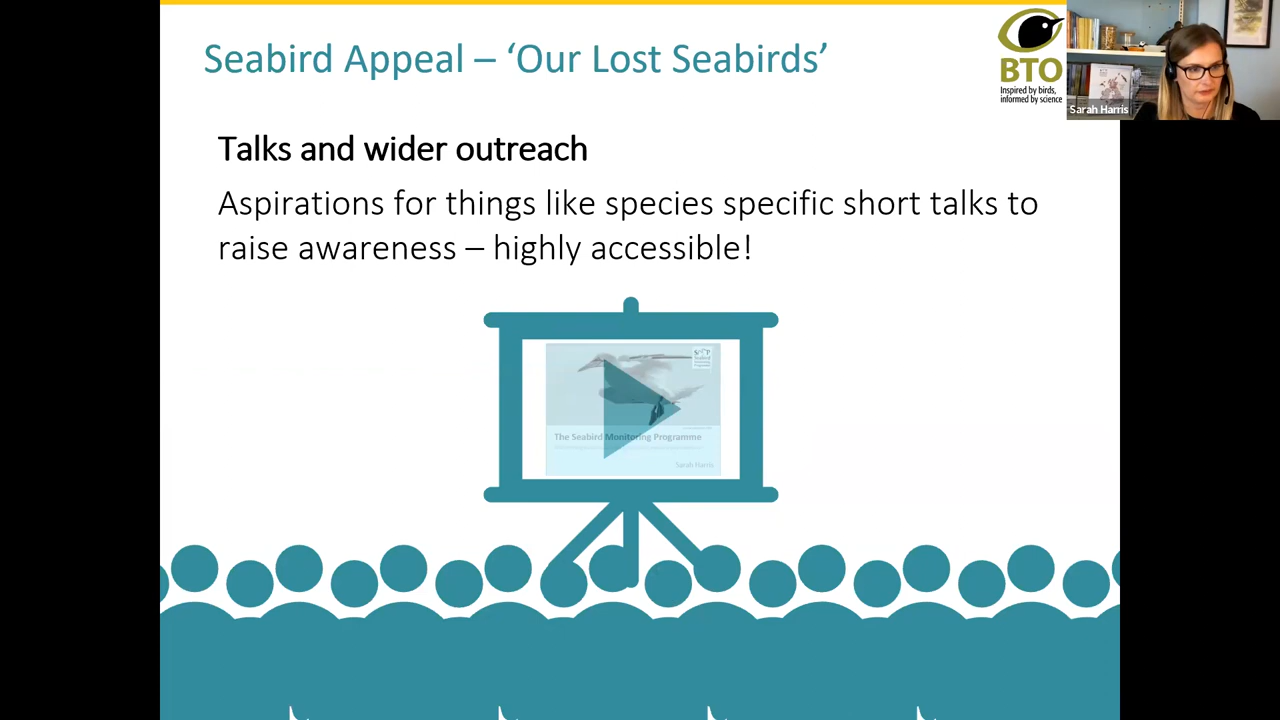 Seabird Appeal – ‘Our Lost Seabirds’
BTO
Inspired by birds,
informed by science
Sarah Harris
Talks and wider outreach
Aspirations for things like species specific short talks to
raise awareness – highly accessible!
The Seabird Monitoring Programme
Sarah Harris